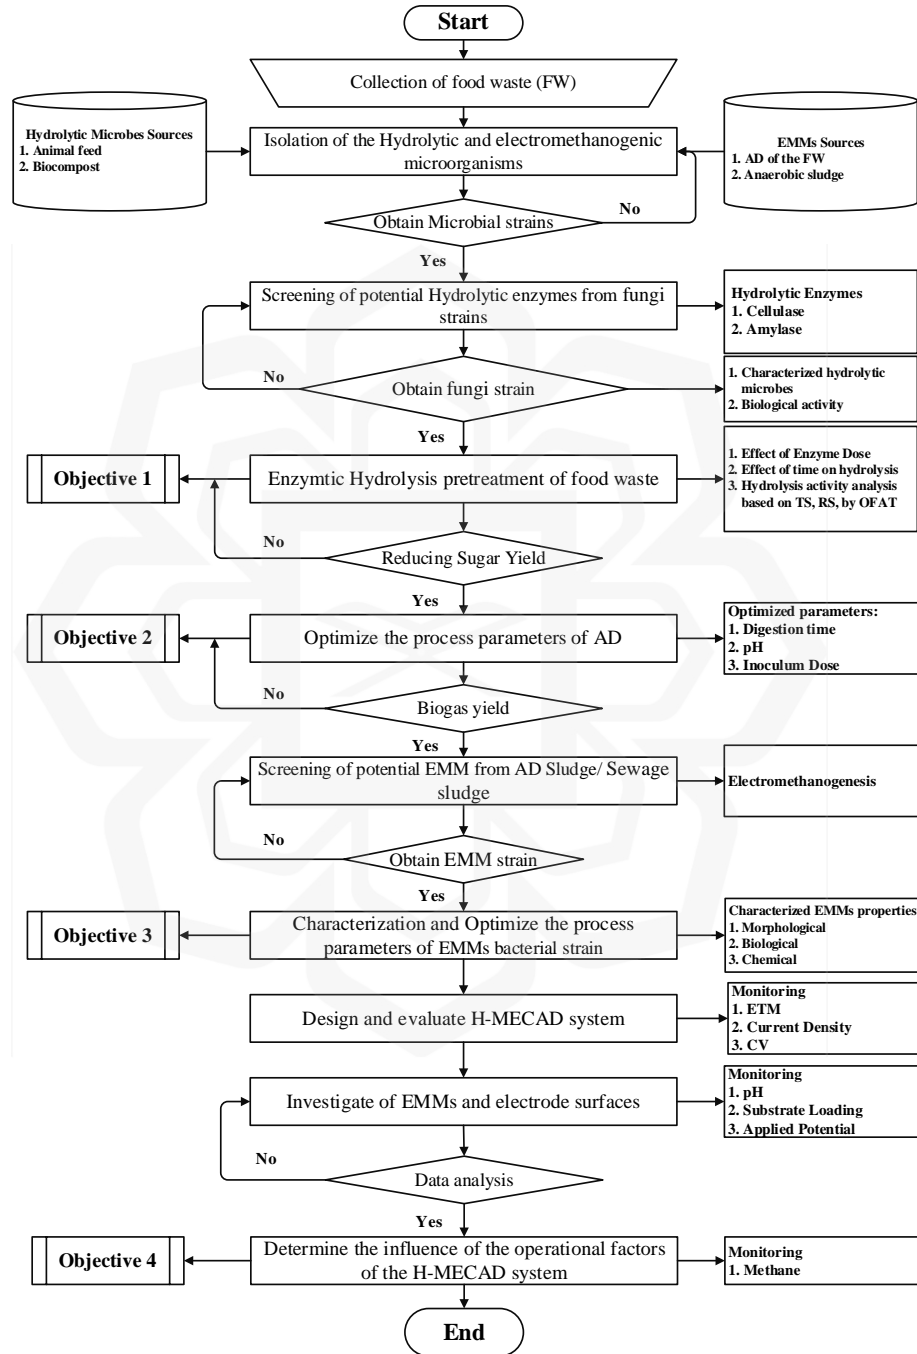 Start
Collection of food waste (FW)
Hydrolytic Microbes Sources
1. Animal feed
2. Biocompost
Isolation of the Hydrolytic and electromethanogenic
microorganisms
EMMs Sources
1. AD of the FW
2. Anaerobic sludge
Obtain Microbial strains
No
Yes
Screening of potential Hydrolytic enzymes from fungi
strains
Hydrolytic Enzymes
1. Cellulase
2. Amylase
No
Obtain fungi strain
1. Characterized hydrolytic
microbes
2. Biological activity
Yes
Objective 1
Enzymtic Hydrolysis pretreatment of food waste
1. Effect of Enzyme Dose
2. Effect of time on hydrolysis
3. Hydrolysis activity analysis
based on TS, RS, by OFAT
No
Reducing Sugar Yield
Yes
Objective 2
Optimize the process parameters of AD
Optimized parameters:
1. Digestion time
2. pH
3. Inoculum Dose
No
Biogas yield
Yes
Screening of potential EMM from AD Sludge/ Sewage
sludge
Electromethanogenesis
No
Obtain EMM strain
Yes
Objective 3
Characterization and Optimize the process
parameters of EMMs bacterial strain
Characterized EMMs properties
1. Morphological
2. Biological
3. Chemical
Design and evaluate H-MECAD system
Monitoring
1. ETM
2. Current Density
3. CV
Investigate of EMMs and electrode surfaces
Monitoring
1. pH
2. Substrate Loading
3. Applied Potential
No
Data analysis
Yes
Objective 4
Determine the influence of the operational factors
of the H-MECAD system
Monitoring
1. Methane
End